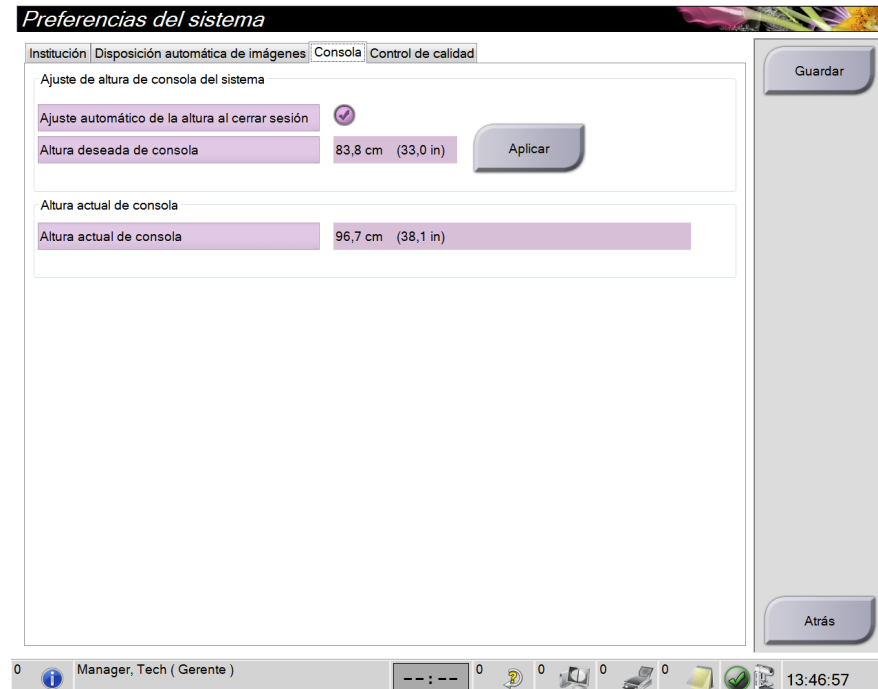 Preferencias del sistema
Institución Disposición automática de imágenes Consola Control de calidad
Guardar
Ajuste de altura de consola del sistema
Ajuste automático de la altura al cerrar sesión
Altura deseada de consola 83,8 cm (33,0 in) Aplicar
Altura actual de consola
Altura actual de consola 96,7 cm (38,1 in)
Atrás
0 Manager, Tech ( Gerente ) --:-- 0 0 0 0 13:46:57